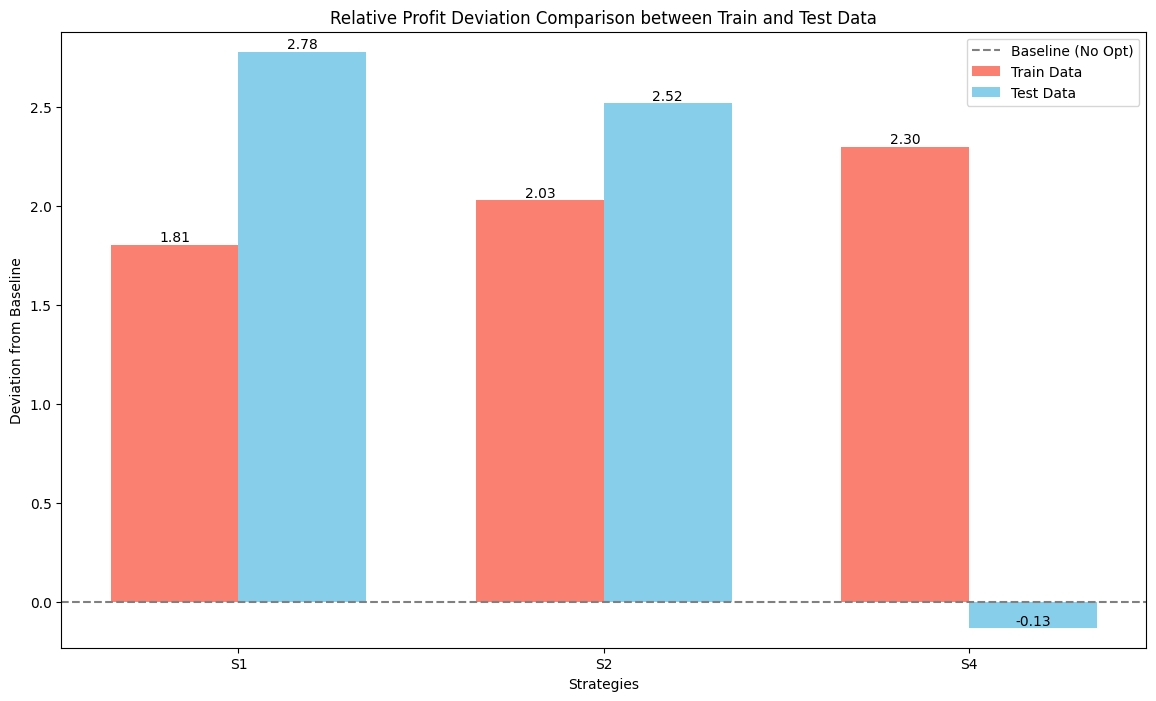 Relative Profit Deviation Comparison between Train and Test Data
Baseline (No Opt)
Train Data
Test Data
2.78
2.52
2.30
2.03
1.81
-0.13
2.5
2.0
1.5
1.0
0.5
0.0
Deviation from Baseline
S1
S2
S4
Strategies